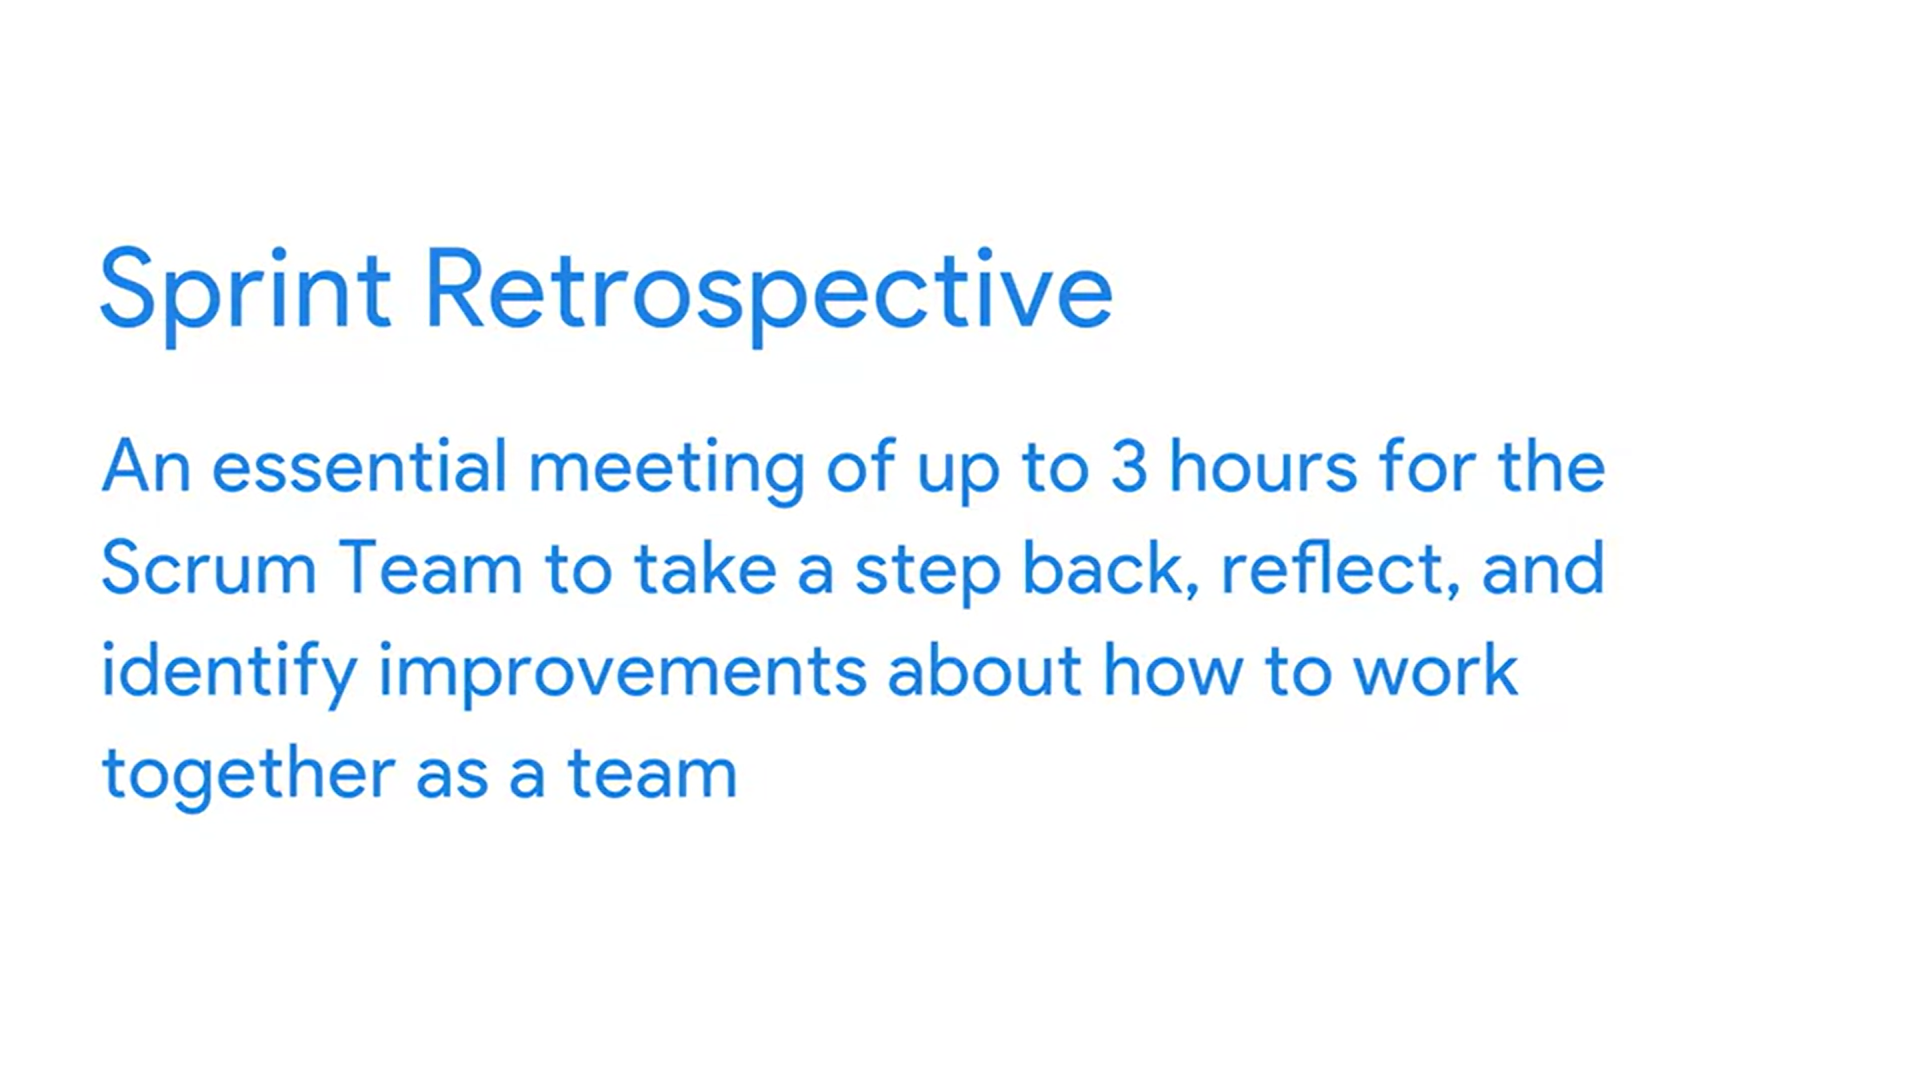 Sprint Retrospective
An essential meeting of up to 3 hours for the
Scrum Team to take a step back, reflect, and
identify improvements about how to work
together as a team